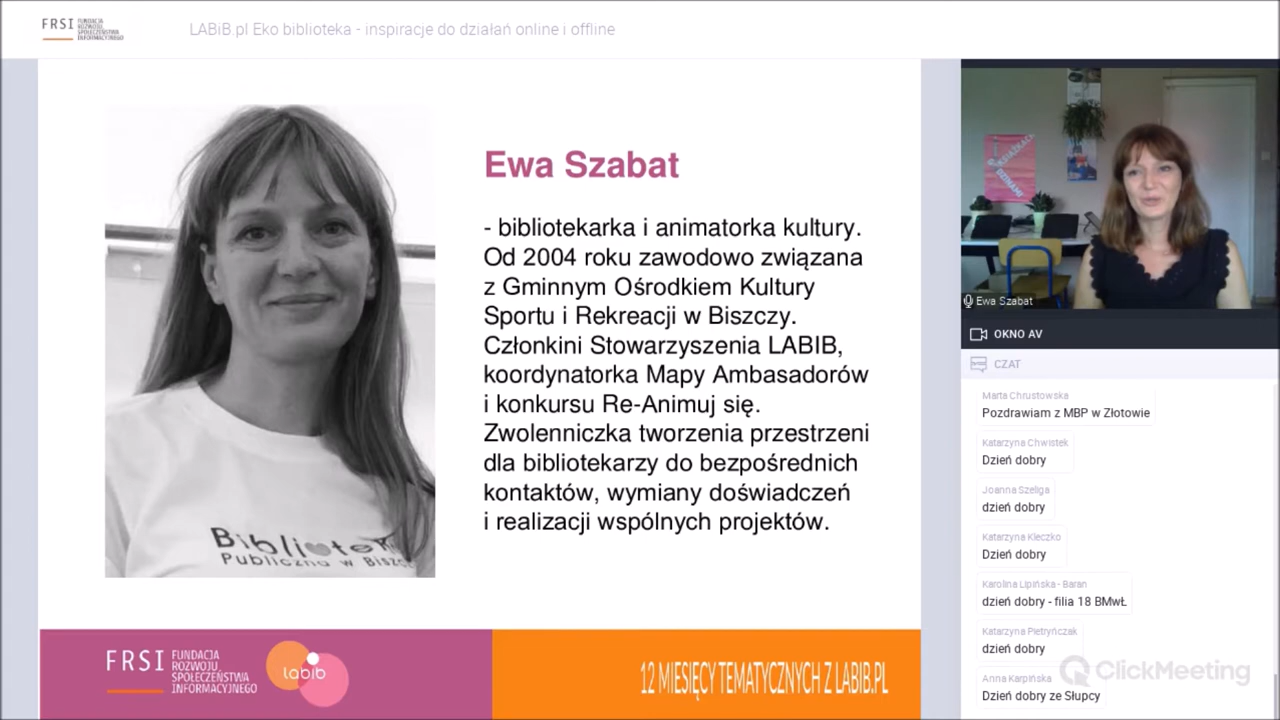 FRSI
FUNDACJA
ROZWOJU
SPOŁECZEŃSTWA
INFORMACYJNEGO
LABiB.pl Eko biblioteka - inspiracje do działań online i offline
Ewa Szabat
- bibliotekarka i animatorka kultury.
Od 2004 roku zawodowo związana
z Gminnym Ośrodkiem Kultury
Sportu i Rekreacji w Biszczy.
Członkini Stowarzyszenia LABIB,
koordynatorka Mapy Ambasadorów
i konkursu Re-Animuj się.
Zwolenniczka tworzenia przestrzeni
dla bibliotekarzy do bezpośrednich
kontaktów, wymiany doświadczeń
i realizacji wspólnych projektów.
Publiczna w
FRSI
FUNDACJA
ROZWOJU
SPOŁECZEŃSTWA
INFORMACYJNEGO
labib
12 MIESIĘCY TEMATYCZNYCH Z LABIB.PL
Ewa Szabat
OKNO AV
CZAT
Marta Chrustowska
Pozdrawiam z MBP w Złotowie
Katarzyna Chwistek
Dzień dobry
Joanna Szeliga
dzień dobry
Katarzyna Kleczko
Dzień dobry
Karolina Lipińska - Baran
dzień dobry - filia 18 BMwŁ
Katarzyna Pietryńczak
dzień dobry
Anna Karpińska
Dzień dobry ze Słupcy
ClickMeeting